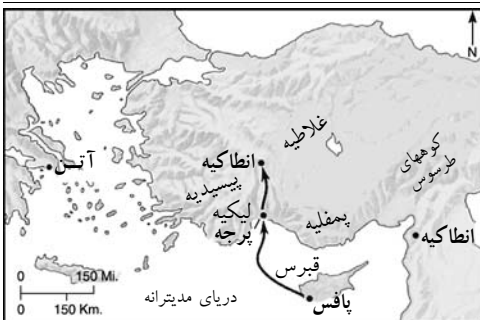 N
غلاطیه
کوههای
طرسوس
آتن
انطاکیه
پیسیدیه
لیکیه
پرجه
پمفلیه
انطاکیه
قبرس
پافس
دریای مدیترانه
0 150 Mi.
0 150 Km.